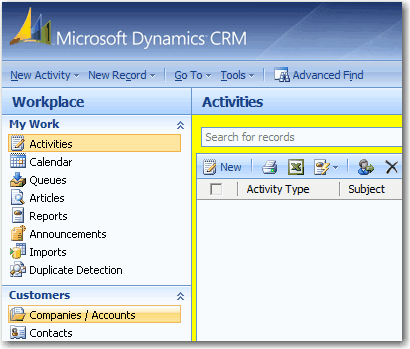 Microsoft Dynamics CRM
New Activity New Record Go To Tools Advanced Find
Workplace
Activities
My Work
Activities
Calendar
Queues
Articles
Reports
Announcements
Imports
Duplicate Detection
Customers
Companies / Accounts
Contacts
Search for records
New
Activity Type Subject